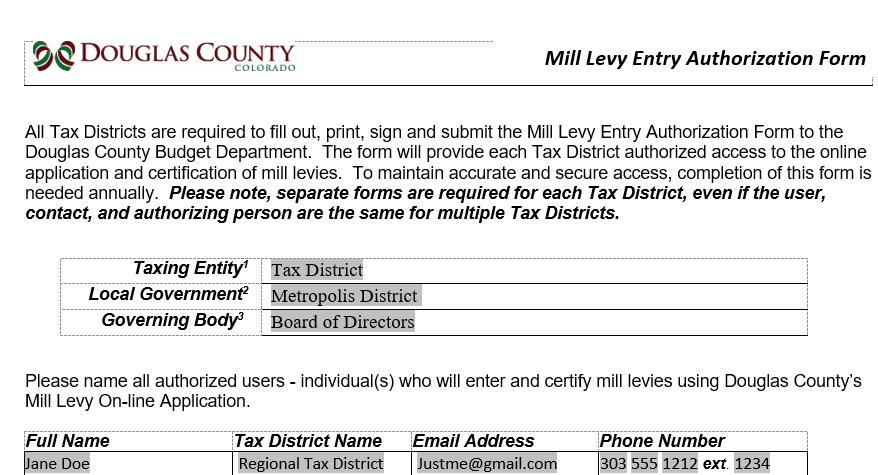 DOUGLAS COUNTY
COLORADO
Mill Levy Entry Authorization Form
All Tax Districts are required to fill out, print, sign and submit the Mill Levy Entry Authorization Form to the
Douglas County Budget Department. The form will provide each Tax District authorized access to the online
application and certification of mill levies. To maintain accurate and secure access, completion of this form is
needed annually. Please note, separate forms are required for each Tax District, even if the user,
contact, and authorizing person are the same for multiple Tax Districts.
Taxing Entity¹ Tax District
Local Government² Metropolis District
Governing Body³ Board of Directors
Please name all authorized users - individual(s) who will enter and certify mill levies using Douglas County’s
Mill Levy On-line Application.
Full Name Tax District Name Email Address Phone Number
Jane Doe Regional Tax District Justme@gmail.com 303 555 1212 ext. 1234